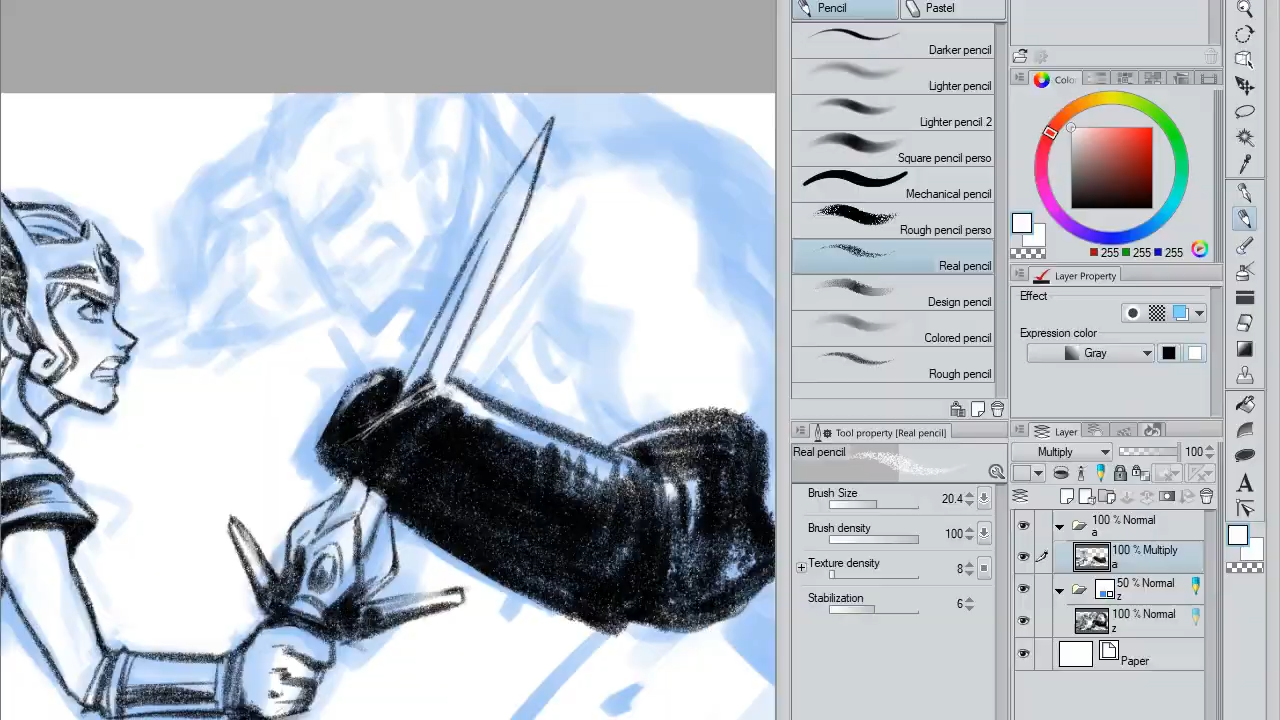 Pencil
Pastel
Darker pencil
Lighter pencil
Lighter pencil 2
Square pencil perso
Mechanical pencil
Rough pencil perso
Real pencil
Design pencil
Colored pencil
Rough pencil
Tool property [Real pencil]
Real pencil
Brush Size 20.4
Brush density 100
Texture density 8
Stabilization 6
Color
255 255 255
Layer Property
Effect
Expression color
Gray
Layer
Multiply 100
100 % Normal
a
100 % Multiply
a
50 % Normal
z
100 % Normal
z
Paper
A